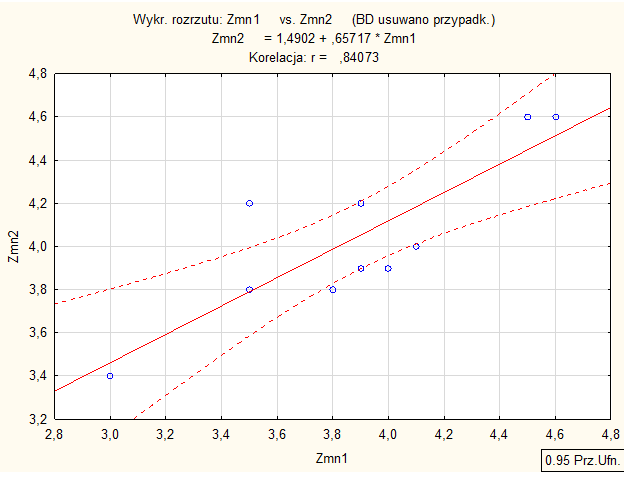 Wykr. rozrzutu: Zmn1 vs. Zmn2 (BD usuwano przypadk.)
Zmn2 = 1,4902 + ,65717 * Zmn1
Korelacja: r = ,84073
4,8
4,6
4,4
4,2
4,0
3,8
3,6
3,4
3,2
Zmn2
2,8 3,0 3,2 3,4 3,6 3,8 4,0 4,2 4,4 4,6 4,8
Zmn1
0.95 Prz.Ufn.